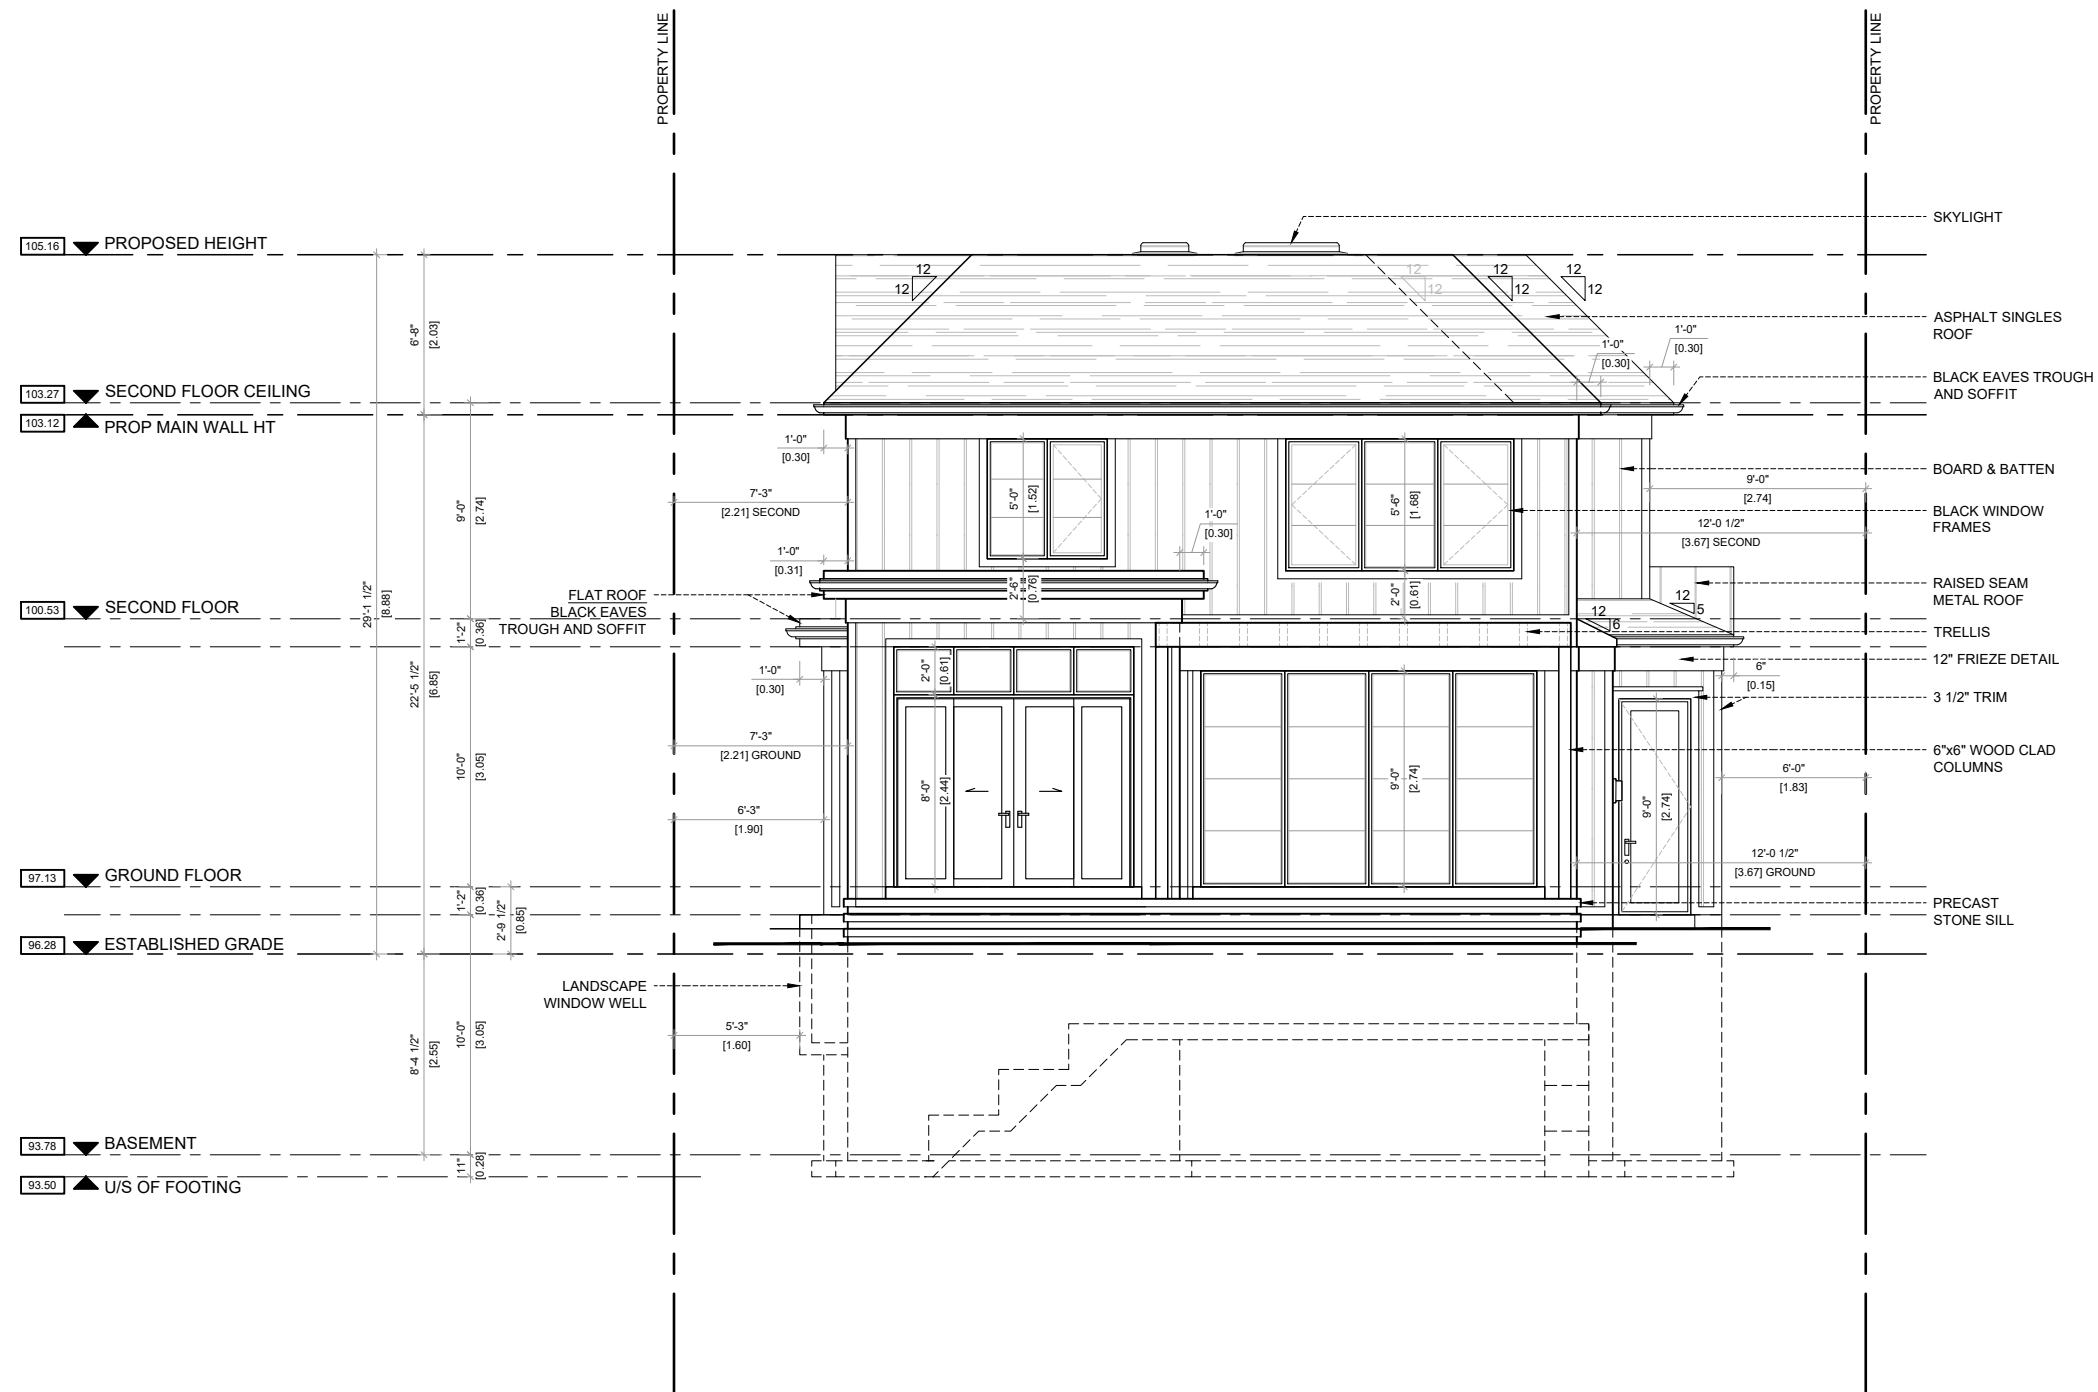 PROPERTY LINE
PROPERTY LINE
SKYLIGHT
105.16 PROPOSED HEIGHT
12
12
12
12
12
12
12
12
ASPHALT SINGLES
ROOF
1'-0"
[0.30]
1'-0"
[0.30]
6'-8"
[2.03]
BLACK EAVES TROUGH
AND SOFFIT
103.27 SECOND FLOOR CEILING
103.12 PROP MAIN WALL HT
1'-0"
[0.30]
BOARD & BATTEN
9'-0"
[2.74]
7'-3"
[2.21] SECOND
9'-0"
[2.74]
5'-0"
[1.52]
5'-6"
[1.68]
1'-0"
[0.30]
BLACK WINDOW
FRAMES
12'-0 1/2"
[3.67] SECOND
1'-0"
[0.31]
2'-6"
[0.76]
2'-0"
[0.61]
RAISED SEAM
METAL ROOF
12
5
12
6
29'-1 1/2"
[8.88]
FLAT ROOF
BLACK EAVES
TROUGH AND SOFFIT
100.53 SECOND FLOOR
1'-2"
[0.36]
TRELLIS
12" FRIEZE DETAIL
2'-0"
[0.61]
1'-0"
[0.30]
6"
[0.15]
22'-5 1/2"
[6.85]
3 1/2" TRIM
7'-3"
[2.21] GROUND
6"x6" WOOD CLAD
COLUMNS
10'-0"
[3.05]
8'-0"
[2.44]
9'-0"
[2.74]
9'-0"
[2.74]
6'-0"
[1.83]
6'-3"
[1.90]
12'-0 1/2"
[3.67] GROUND
97.13 GROUND FLOOR
1'-2"
[0.36]
2'-9 1/2"
[0.85]
PRECAST
STONE SILL
96.28 ESTABLISHED GRADE
LANDSCAPE
WINDOW WELL
5'-3"
[1.60]
8'-4 1/2"
[2.55]
10'-0"
[3.05]
93.78 BASEMENT
11"
[0.28]
93.50 U/S OF FOOTING